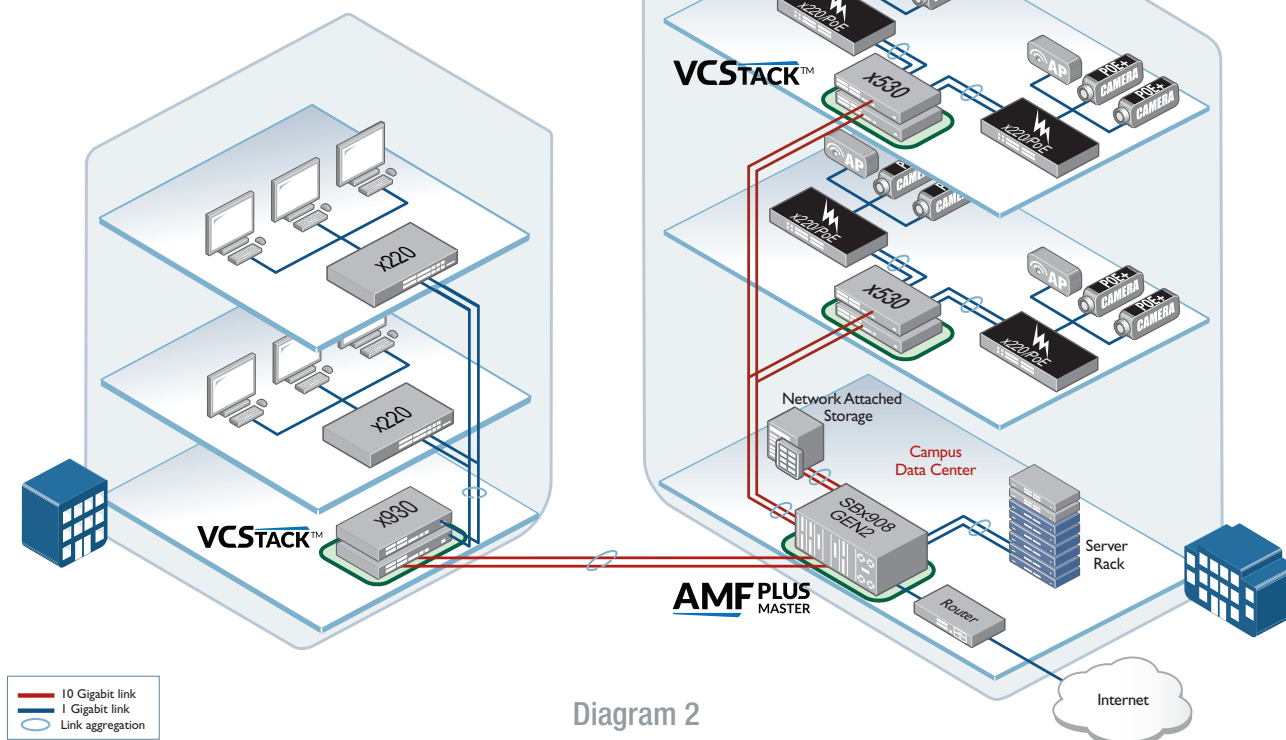 x220/PoE
VCSTACK™
x530
AP
POE+
CAMERA
POE+
CAMERA
x220/PoE
AP
x220/PoE
x530
AP
POE+
CAMERA
POE+
CAMERA
x220/PoE
x220
x220
Network Attached
Storage
Campus
Data Center
SBx908
GEN2
Server
Rack
x930
VCSTACK™
AMF PLUS
MASTER
Router
Internet
10 Gigabit link
1 Gigabit link
Link aggregation
Diagram 2